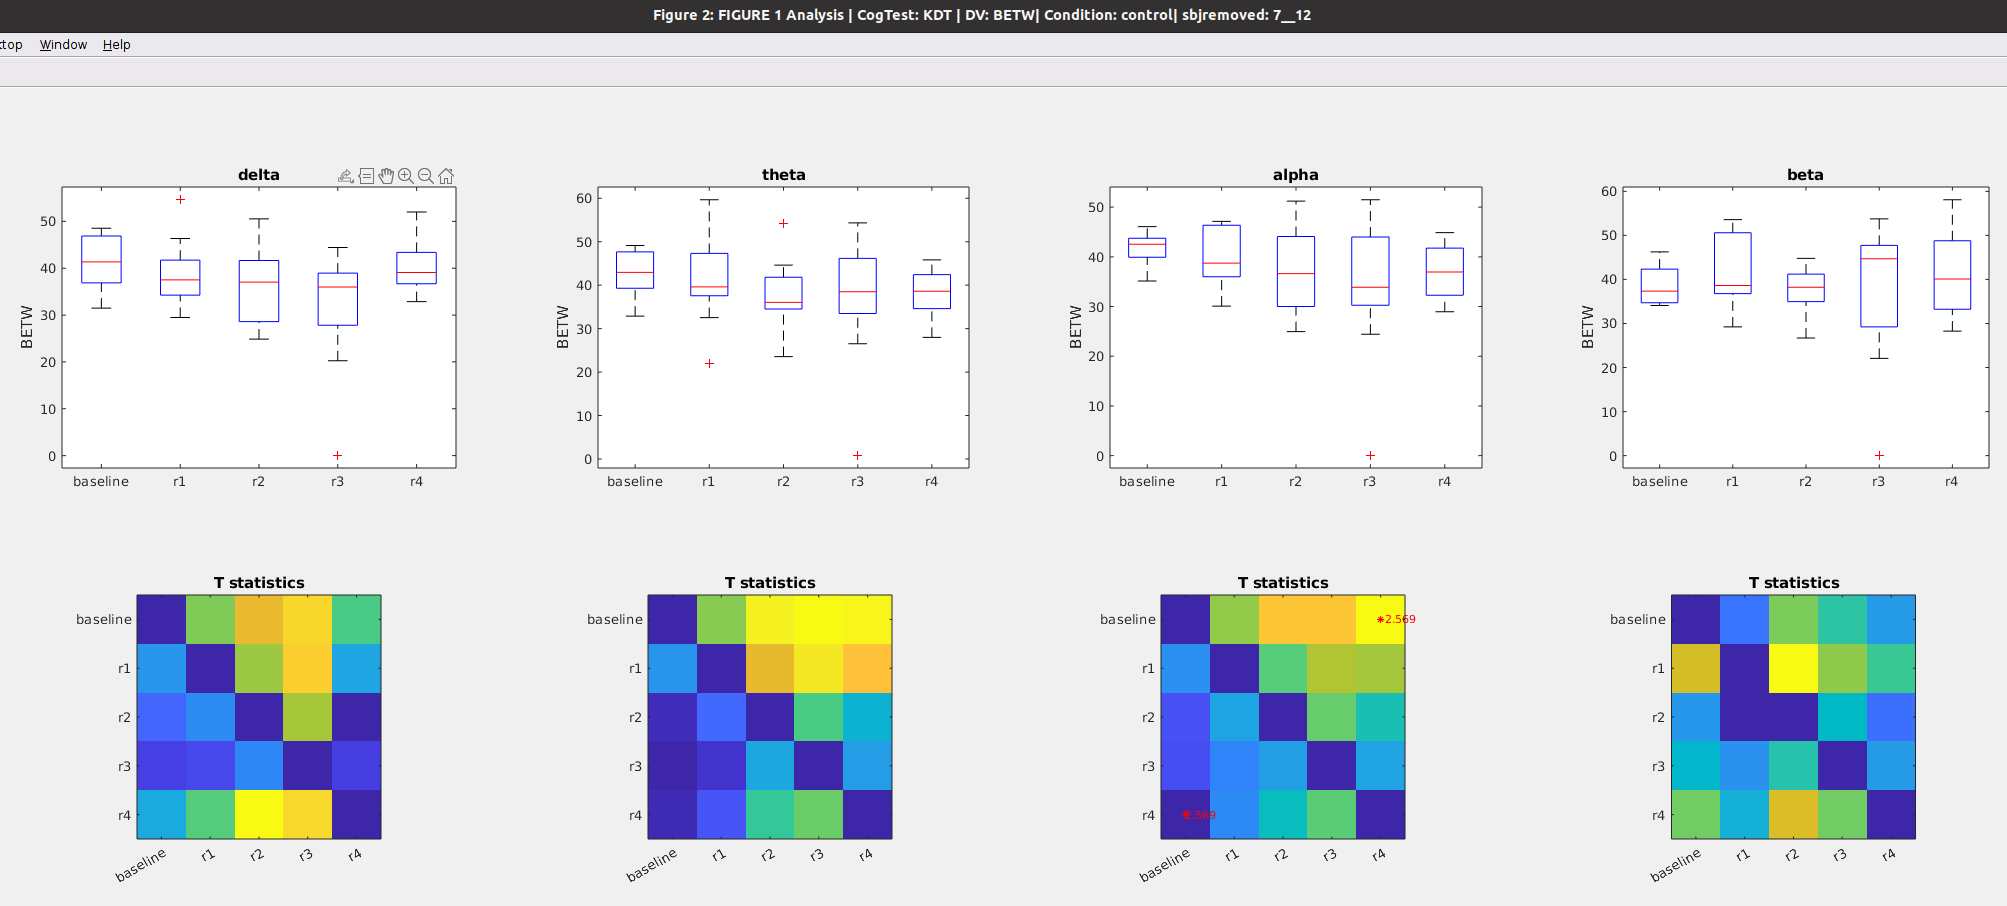 Figure 2: FIGURE 1 Analysis | CogTest: KDT | DV: BETW| Condition: control| sbjremoved: 7__12
ktop Window Help
delta
BETW
50
40
30
20
10
0
baseline r1 r2 r3 r4
theta
BETW
60
50
40
30
20
10
0
baseline r1 r2 r3 r4
alpha
BETW
50
40
30
20
10
0
baseline r1 r2 r3 r4
beta
BETW
60
50
40
30
20
10
0
baseline r1 r2 r3 r4
T statistics
baseline
r1
r2
r3
r4
baseline r1 r2 r3 r4
T statistics
baseline
r1
r2
r3
r4
baseline r1 r2 r3 r4
T statistics
baseline
*2.569
r1
r2
r3
r4
baseline r1 r2 r3 r4
T statistics
baseline
r1
r2
r3
r4
baseline r1 r2 r3 r4